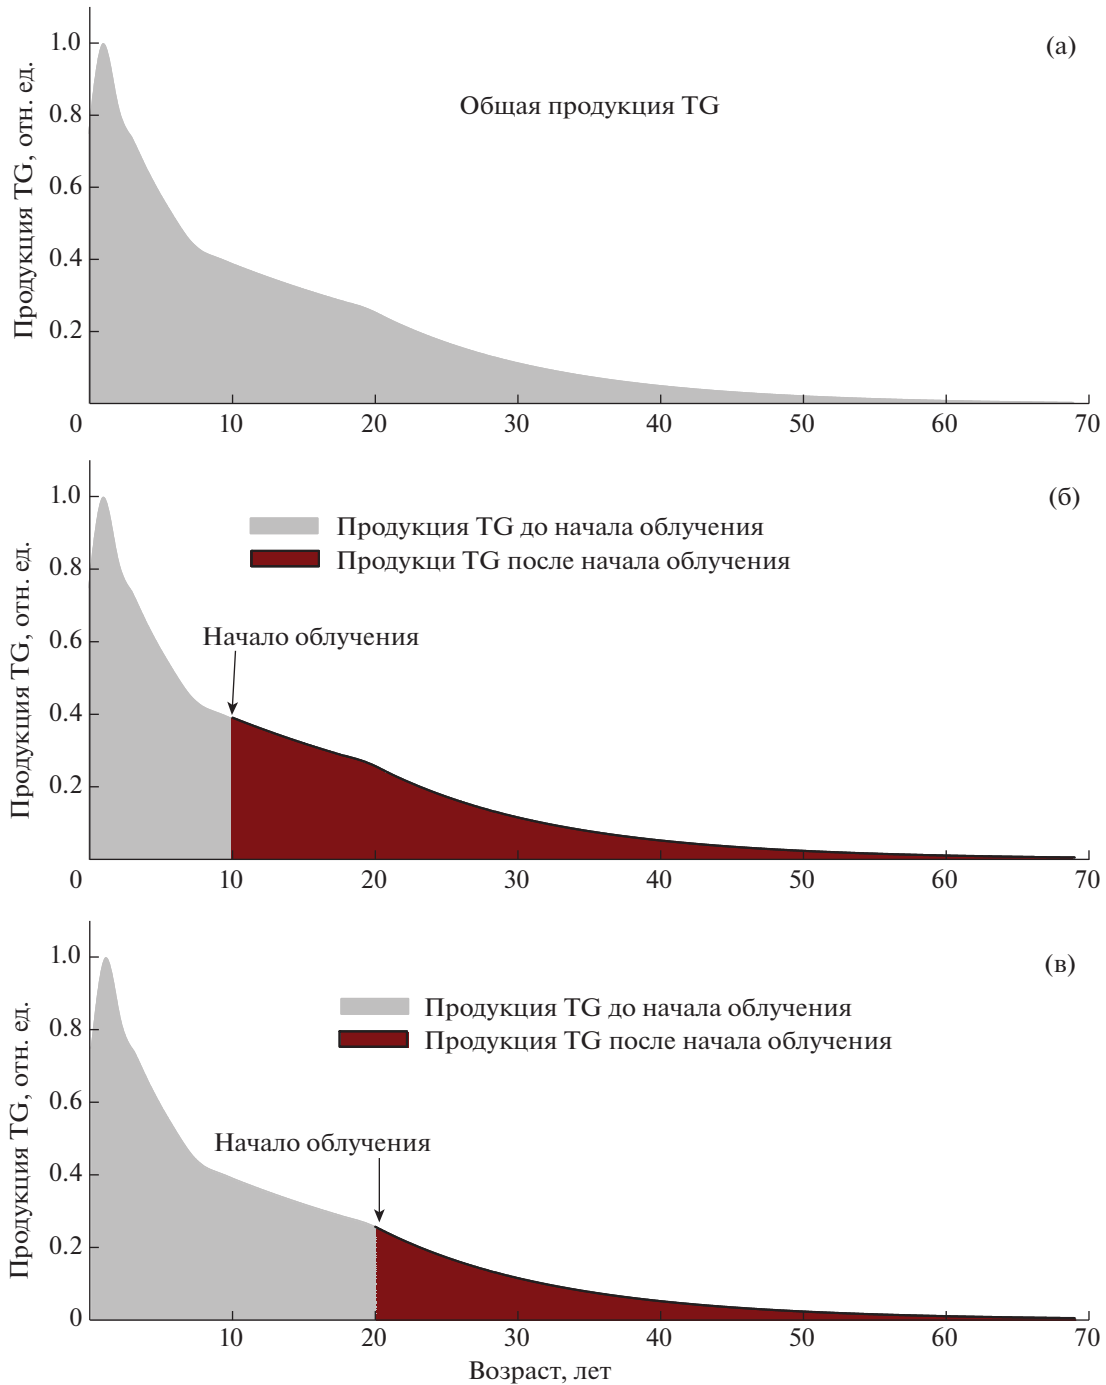 (а)
Общая продукция TG
Продукция TG, отн. ед.
1.0
0.8
0.6
0.4
0.2
0 10 20 30 40 50 60 70
(б)
Продукция TG до начала облучения
Продукци TG после начала облучения
Начало облучения
Продукция TG, отн. ед.
1.0
0.8
0.6
0.4
0.2
0 10 20 30 40 50 60 70
(в)
Продукция TG до начала облучения
Продукция TG после начала облучения
Начало облучения
Продукция TG, отн. ед.
1.0
0.8
0.6
0.4
0.2
0
10 20 30 40 50 60 70
Возраст, лет